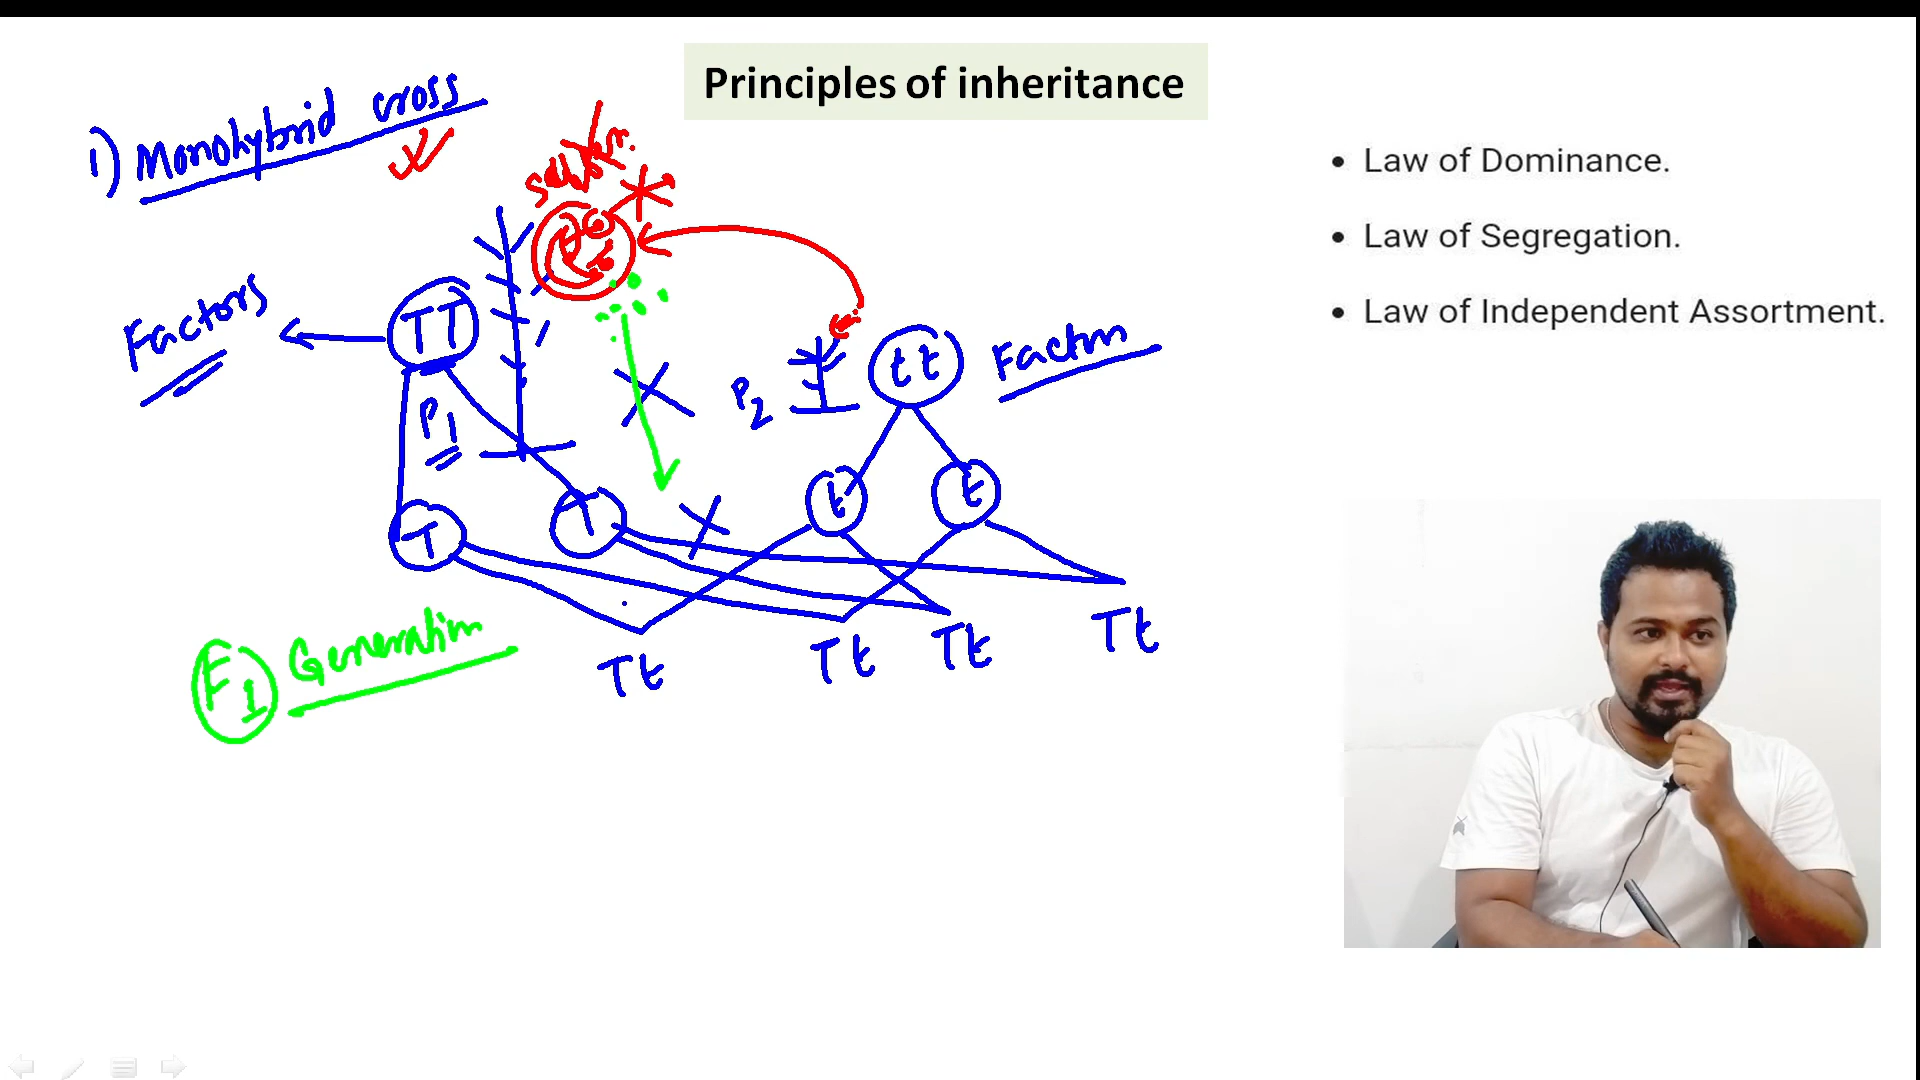 Principles of inheritance
1) Monohybrid cross
• Law of Dominance.
• Law of Segregation.
• Law of Independent Assortment.
Factors
TT
P1
P2
tt
Factors
T
T
t
t
Tt
Tt
Tt
Tt
F1 Generation